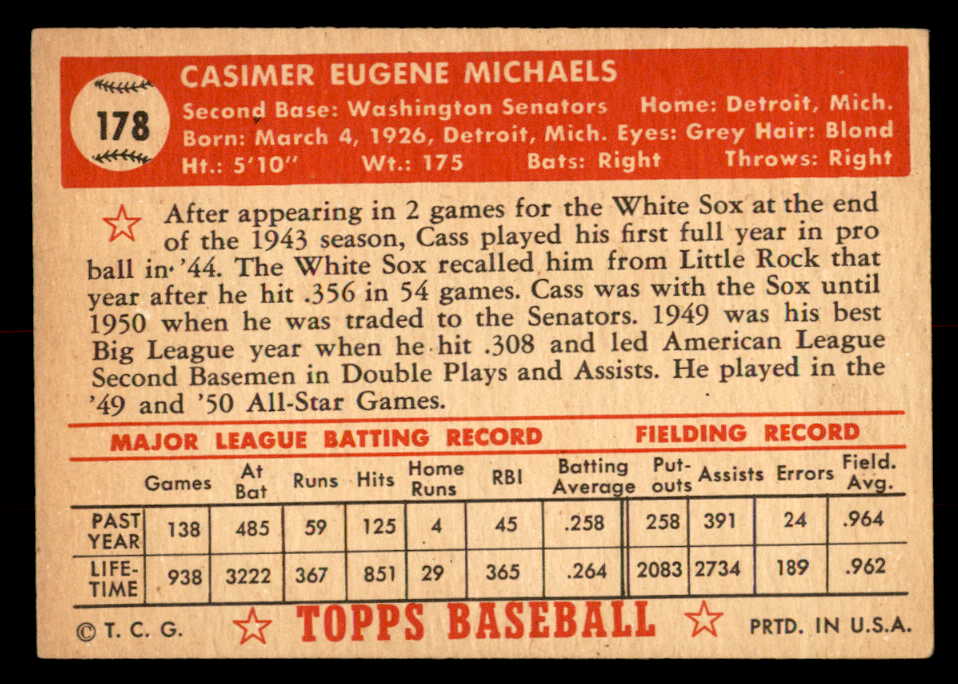 178
CASIMER EUGENE MICHAELS
Second Base: Washington Senators Home: Detroit, Mich.
Born: March 4, 1926, Detroit, Mich. Eyes: Grey Hair: Blond
Ht.: 5'10" Wt.: 175 Bats: Right Throws: Right
After appearing in 2 games for the White Sox at the end
of the 1943 season, Cass played his first full year in pro
ball in '44. The White Sox recalled him from Little Rock that
year after he hit .356 in 54 games. Cass was with the Sox until
1950 when he was traded to the Senators. 1949 was his best
Big League year when he hit .308 and led American League
Second Basemen in Double Plays and Assists. He played in the
'49 and '50 All-Star Games.
MAJOR LEAGUE BATTING RECORD FIELDING RECORD
Games At Bat Runs Hits Home Runs RBI Batting Average Put-outs Assists Errors Field. Avg.
PAST YEAR 138 485 59 125 4 45 .258 258 391 24 .964
LIFE-TIME 938 3222 367 851 29 365 .264 2083 2734 189 .962
© T. C. G. TOPPS BASEBALL PRTD. IN U.S.A.